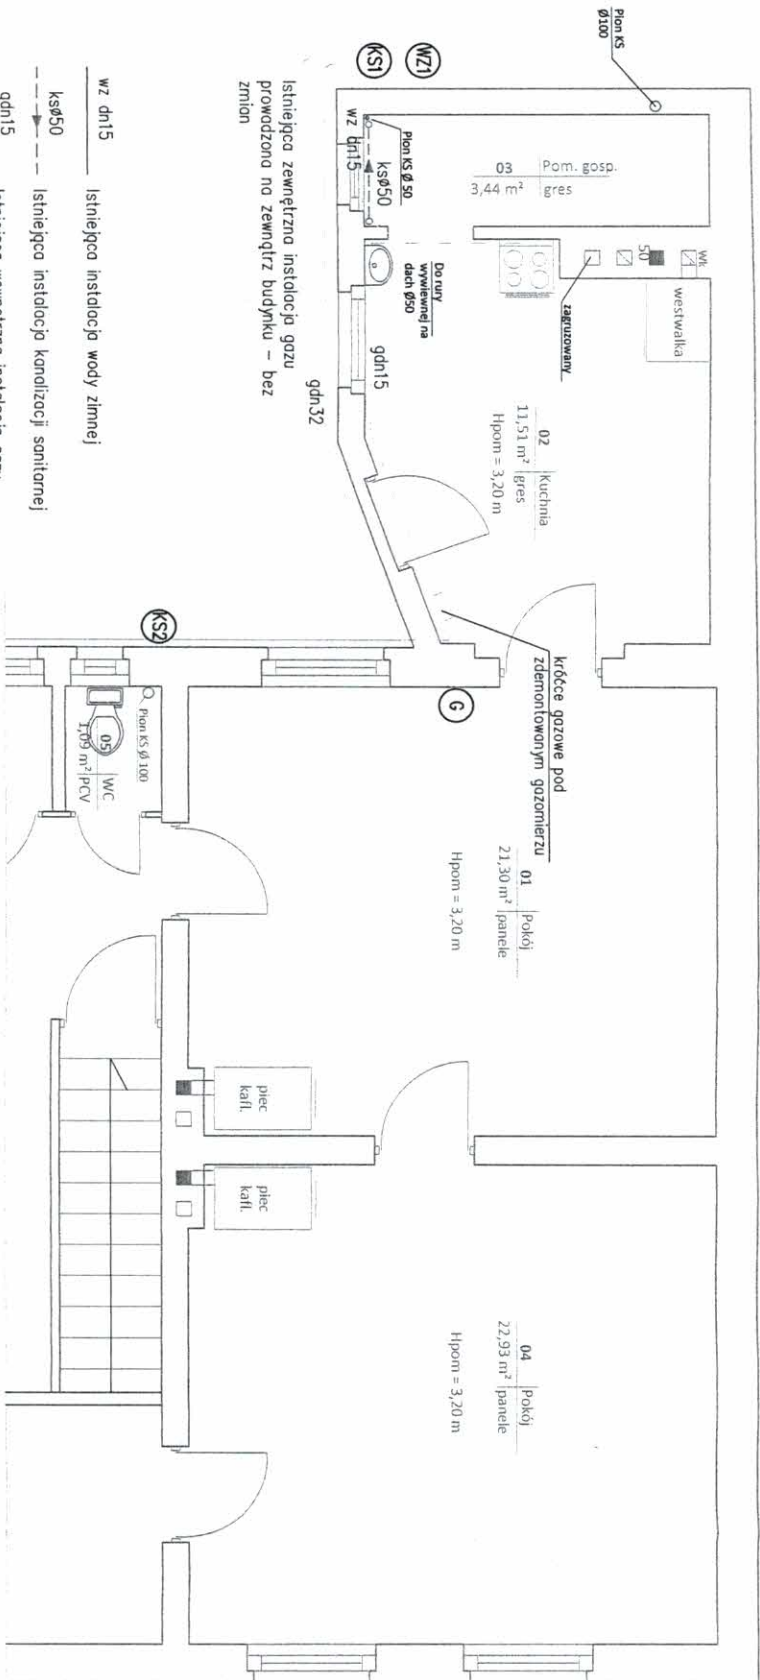 Pion KS
Ø100
WZ1
KS1
03 Pom. gosp.
3,44 m² gres
Pion KS Ø 50
ksø50
wz dn15
Wk
50
westwalka
zagruzowany
Do rury
wywiewnej na
dach Ø50
gdn15
gdn32
02 Kuchnia
11,51 m² gres
Hpom = 3,20 m
Istniejąca zewnętrzna instalacja gazu
prowadzona na zewnątrz budynku – bez
zmian
króćce gazowe pod
zdemontowanym gazomierzu
G
KS2
Pion KS Ø 100
05 WC
1,09 m² PCV
01 Pokój
21,30 m² panele
Hpom = 3,20 m
piec
kafl.
piec
kafl.
04 Pokój
22,93 m² panele
Hpom = 3,20 m
wz dn15 Istniejąca instalacja wody zimnej
ksø50 Istniejąca instalacja kanalizacji sanitarnej
gdn15